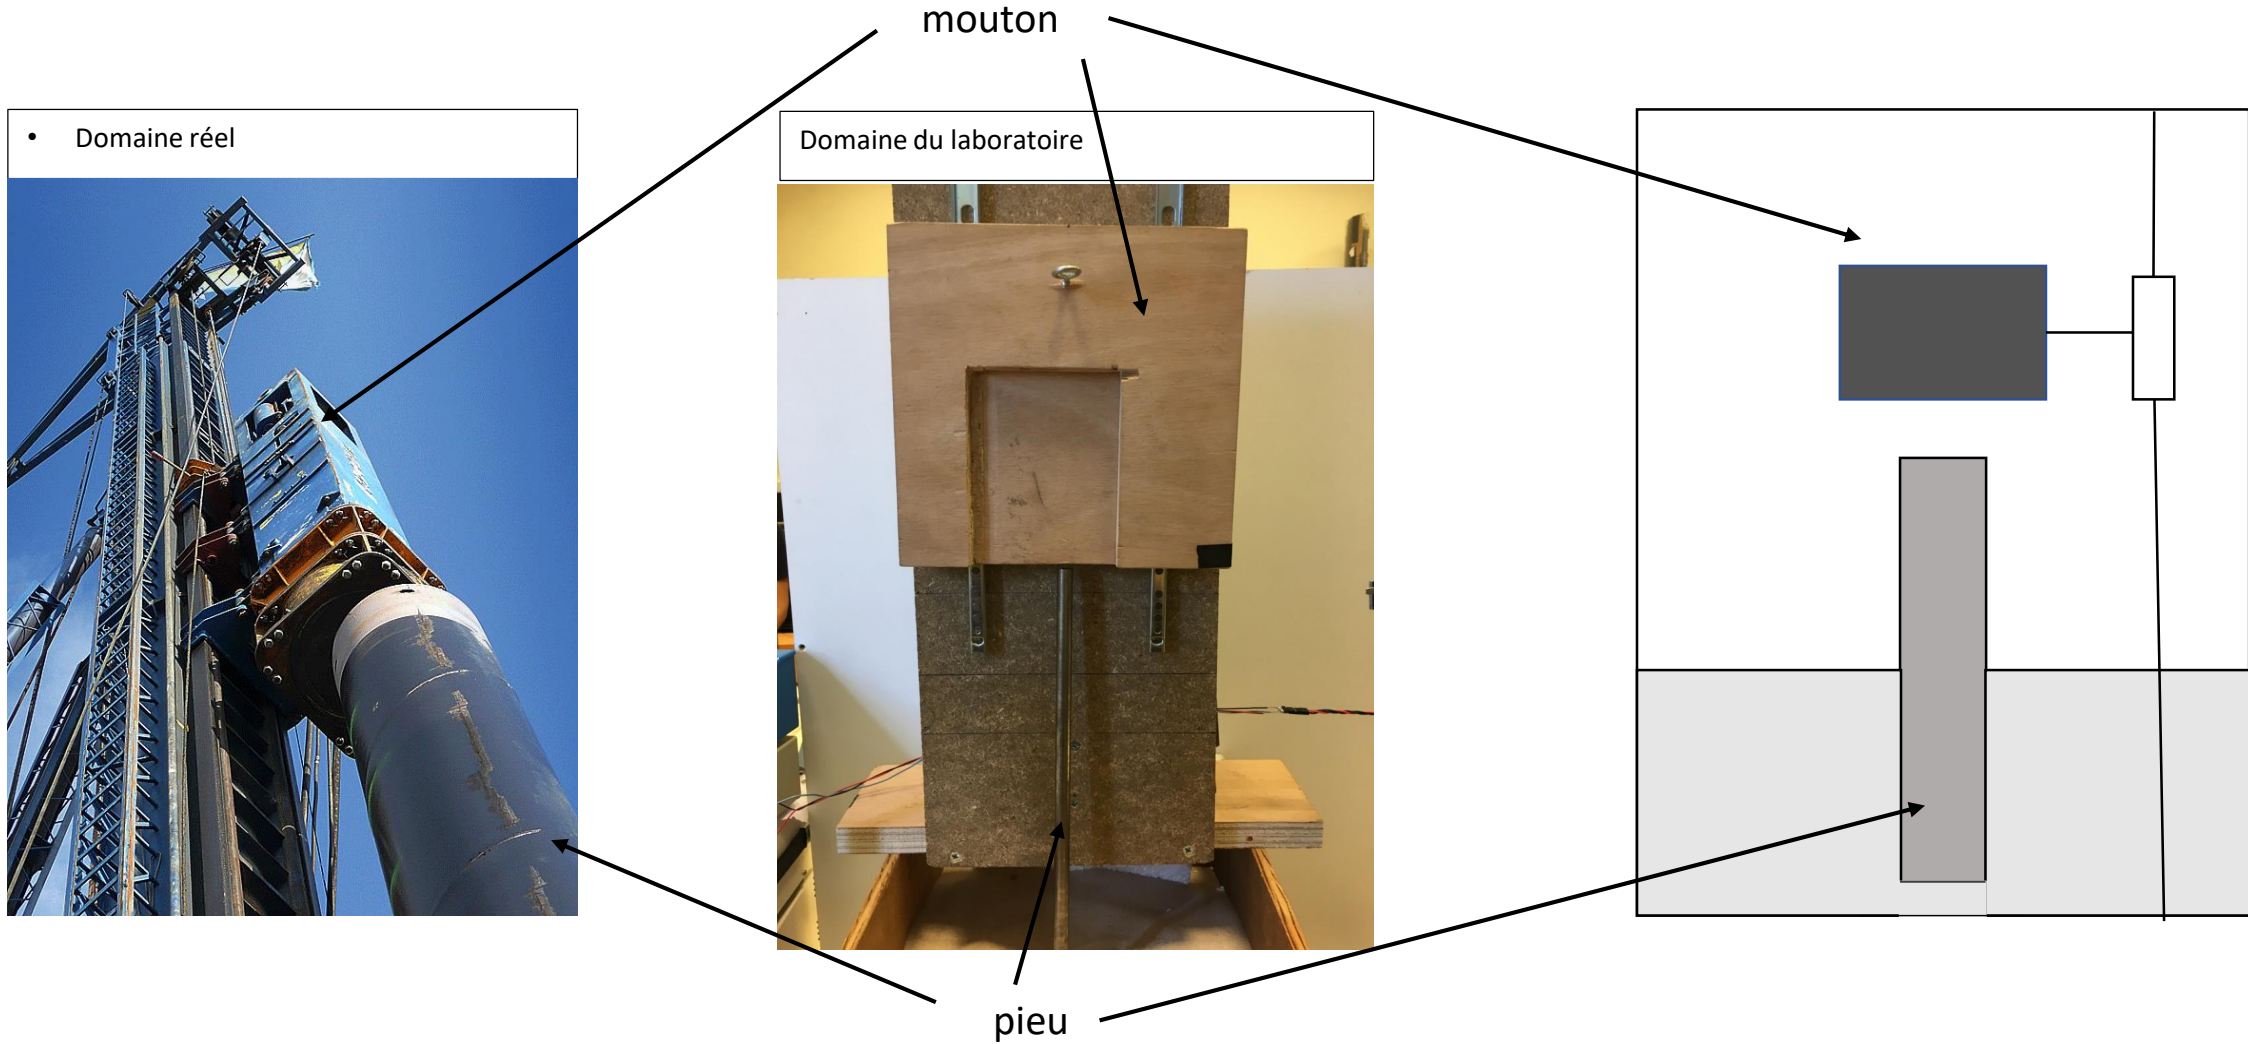 mouton
• Domaine réel
Domaine du laboratoire
pieu